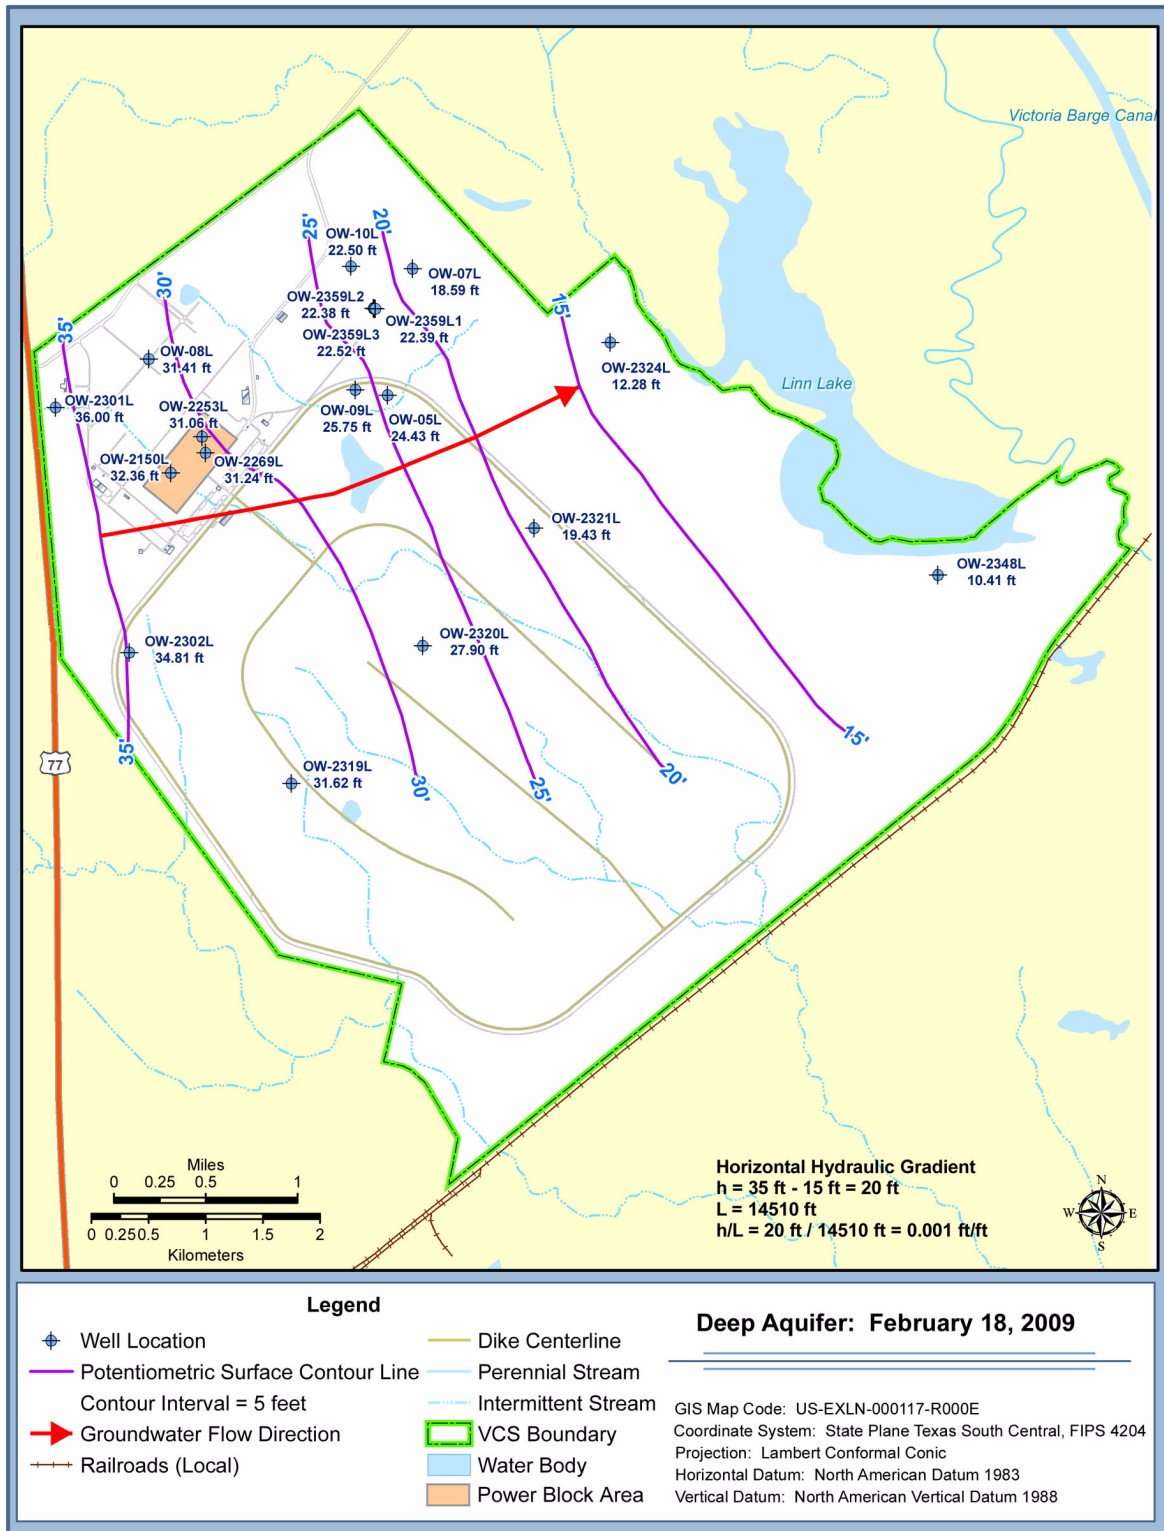 Victoria Barge Canal
20'
25'
OW-10L
22.50 ft
OW-07L
18.59 ft
30'
OW-2359L2
22.38 ft
OW-2359L1
22.39 ft
15'
35'
OW-2359L3
22.52 ft
OW-08L
31.41 ft
OW-2324L
12.28 ft
Linn Lake
OW-2301L
36.00 ft
OW-2253L
31.06 ft
OW-09L
25.75 ft
OW-05L
24.43 ft
OW-2150L
32.36 ft
OW-2269L
31.24 ft
OW-2321L
19.43 ft
OW-2348L
10.41 ft
OW-2302L
34.81 ft
OW-2320L
27.90 ft
15'
35'
77
OW-2319L
31.62 ft
30'
25'
20'
Miles
0 0.25 0.5 1
0 0.25 0.5 1 1.5 2
Kilometers
Horizontal Hydraulic Gradient
h = 35 ft - 15 ft = 20 ft
L = 14510 ft
h/L = 20 ft / 14510 ft = 0.001 ft/ft
N
W E
S
Legend
Well Location
Potentiometric Surface Contour Line
Contour Interval = 5 feet
Groundwater Flow Direction
Railroads (Local)
Dike Centerline
Perennial Stream
Intermittent Stream
VCS Boundary
Water Body
Power Block Area
Deep Aquifer: February 18, 2009
GIS Map Code: US-EXLN-000117-R000E
Coordinate System: State Plane Texas South Central, FIPS 4204
Projection: Lambert Conformal Conic
Horizontal Datum: North American Datum 1983
Vertical Datum: North American Vertical Datum 1988